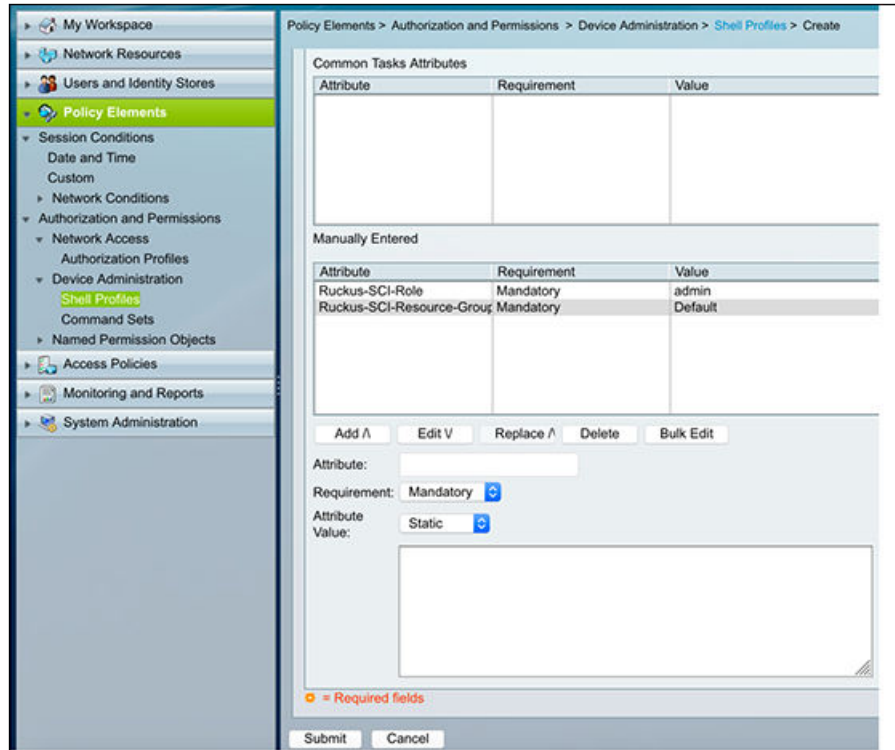 My Workspace
Network Resources
Users and Identity Stores
Policy Elements
Session Conditions
Date and Time
Custom
Network Conditions
Authorization and Permissions
Network Access
Authorization Profiles
Device Administration
Shell Profiles
Command Sets
Named Permission Objects
Access Policies
Monitoring and Reports
System Administration
Policy Elements > Authorization and Permissions > Device Administration > Shell Profiles > Create
Common Tasks Attributes
Attribute Requirement Value
Manually Entered
Attribute Requirement Value
Ruckus-SCI-Role Mandatory admin
Ruckus-SCI-Resource-Group Mandatory Default
Add /\ Edit \/ Replace /\ Delete Bulk Edit
Attribute:
Requirement: Mandatory
Attribute
Value: Static
= Required fields
Submit Cancel